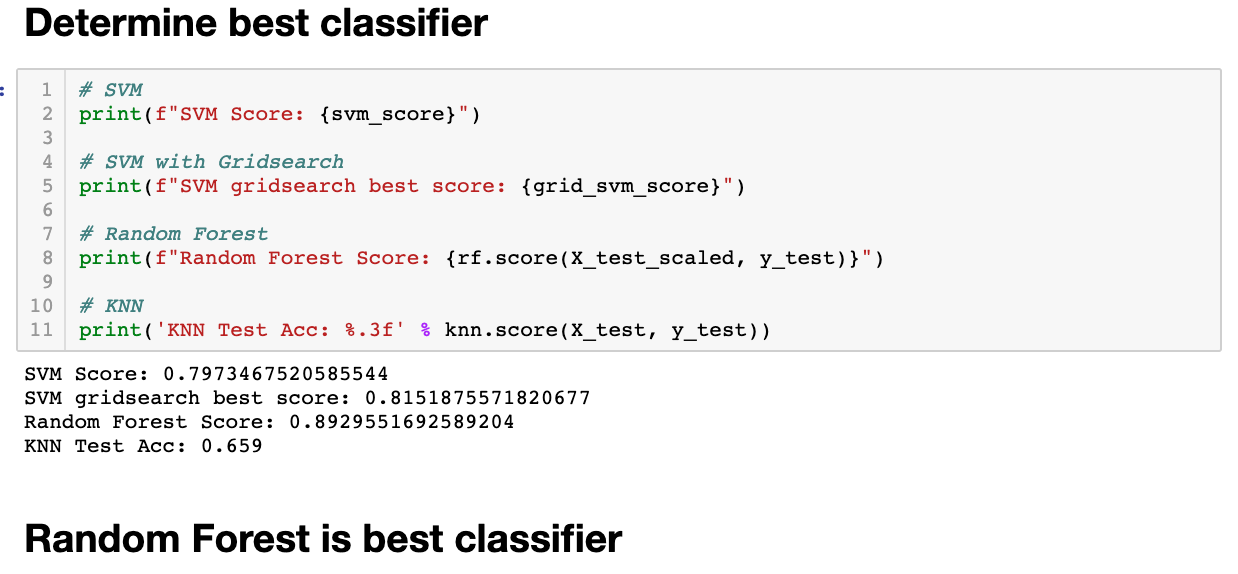 Determine best classifier
:
1 # SVM
2 print(f"SVM Score: {svm_score}")
3
4 # SVM with Gridsearch
5 print(f"SVM gridsearch best score: {grid_svm_score}")
6
7 # Random Forest
8 print(f"Random Forest Score: {rf.score(X_test_scaled, y_test)}")
9
10 # KNN
11 print('KNN Test Acc: %.3f' % knn.score(X_test, y_test))
SVM Score: 0.7973467520585544
SVM gridsearch best score: 0.8151875571820677
Random Forest Score: 0.8929551692589204
KNN Test Acc: 0.659
Random Forest is best classifier